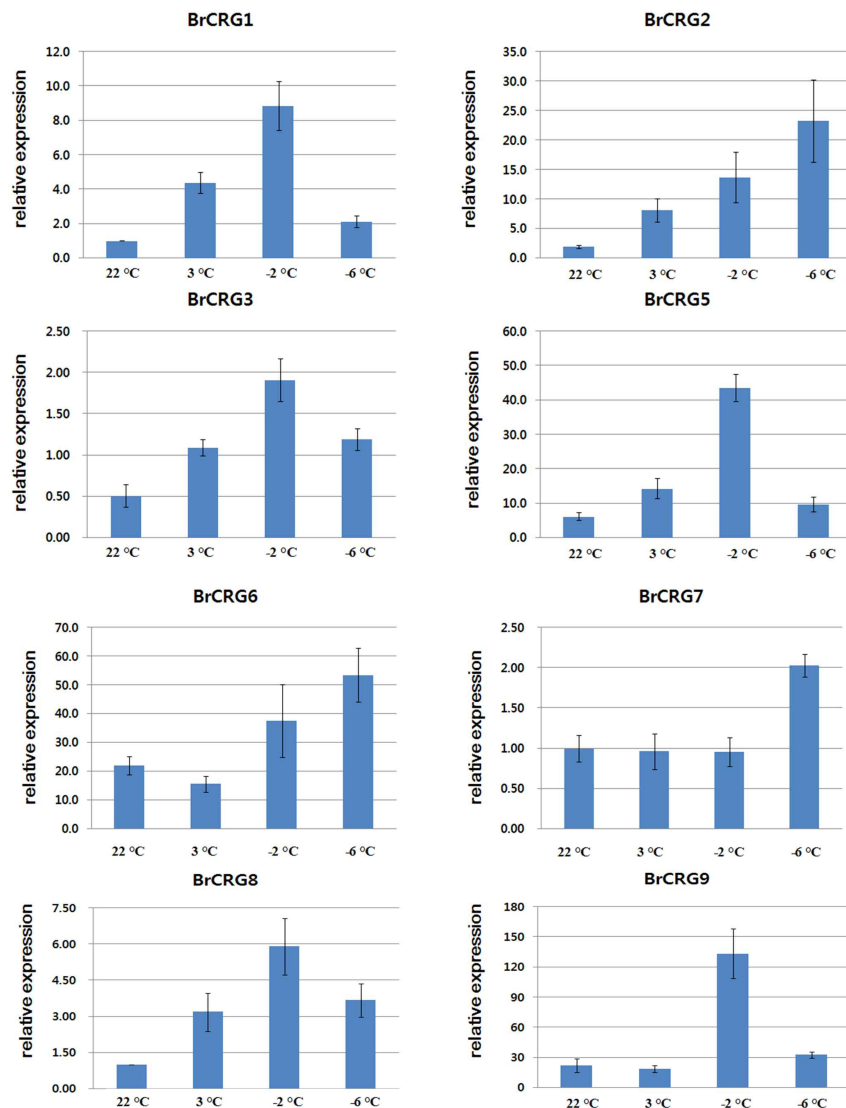 BrCRG1
relative expression
12.0
10.0
8.0
6.0
4.0
2.0
0.0
22 °C 3 °C -2 °C -6 °C
BrCRG2
relative expression
35.0
30.0
25.0
20.0
15.0
10.0
5.0
0.0
22 °C 3 °C -2 °C -6 °C
BrCRG3
relative expression
2.50
2.00
1.50
1.00
0.50
0.00
22 °C 3 °C -2 °C -6 °C
BrCRG5
relative expression
60.0
50.0
40.0
30.0
20.0
10.0
0.0
22 °C 3 °C -2 °C -6 °C
BrCRG6
relative expression
70.0
60.0
50.0
40.0
30.0
20.0
10.0
0.0
22 °C 3 °C -2 °C -6 °C
BrCRG7
relative expression
2.50
2.00
1.50
1.00
0.50
0.00
22 °C 3 °C -2 °C -6 °C
BrCRG8
relative expression
7.50
6.00
4.50
3.00
1.50
0.00
22 °C 3 °C -2 °C -6 °C
BrCRG9
relative expression
180
150
120
90
60
30
0
22 °C 3 °C -2 °C -6 °C